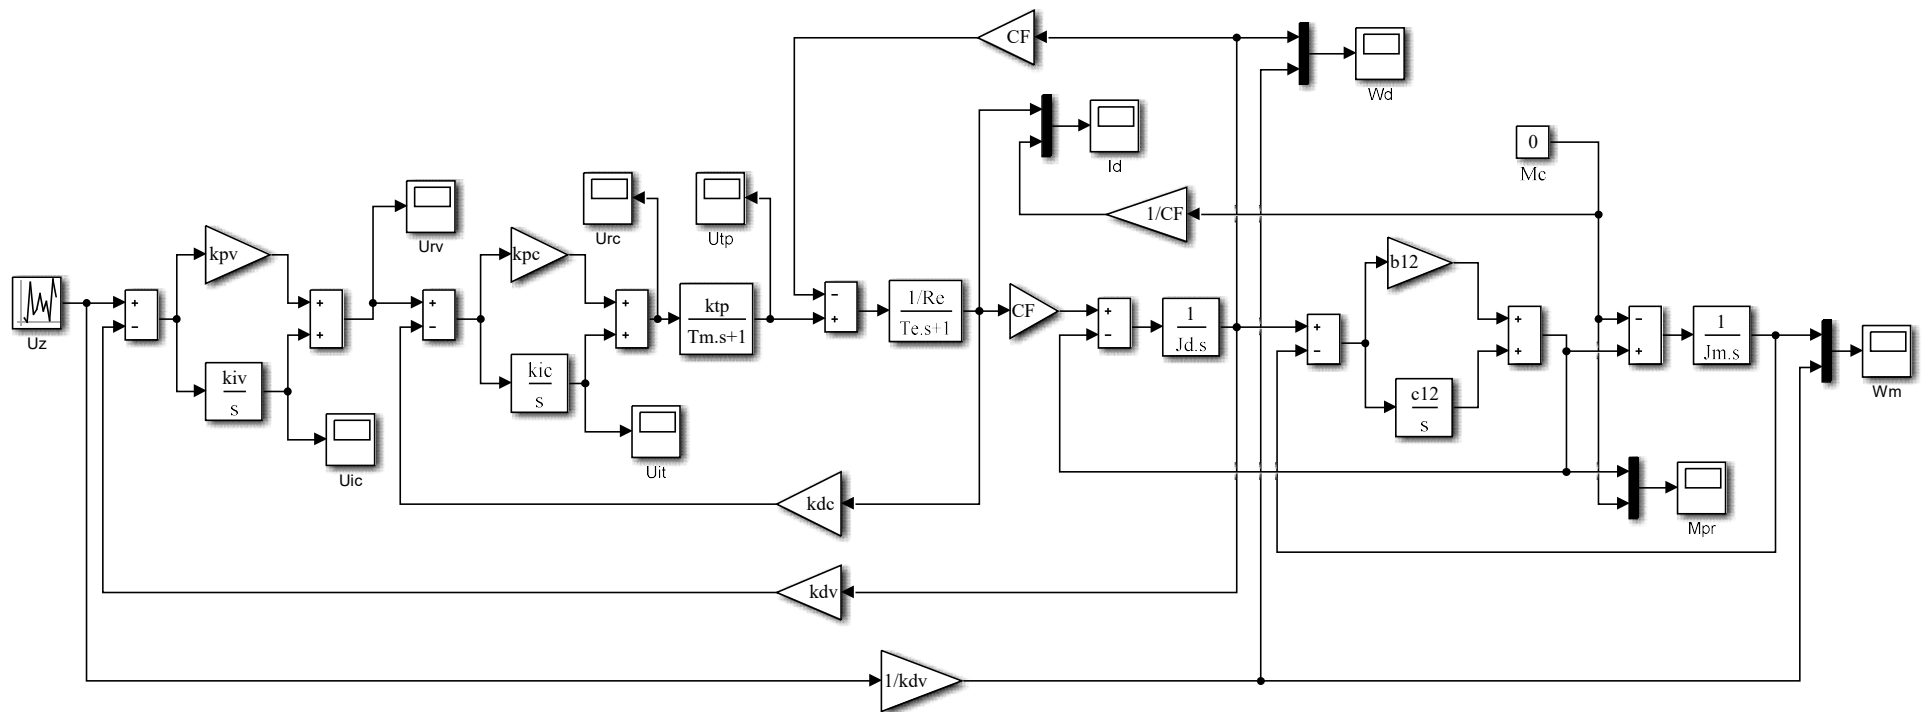 CF
Wd
Id
0
Mc
1/CF
Urv
Urc
Utp
kpv
kpc
b12
Uz
+
−
+
+
+
−
+
+
ktp
Tm.s+1
−
+
1/Re
Te.s+1
CF
+
−
1
Jd.s
+
−
+
+
−
+
1
Jm.s
Wm
kiv
s
kic
s
c12
s
Uic
Uit
kdc
Mpr
kdv
1/kdv